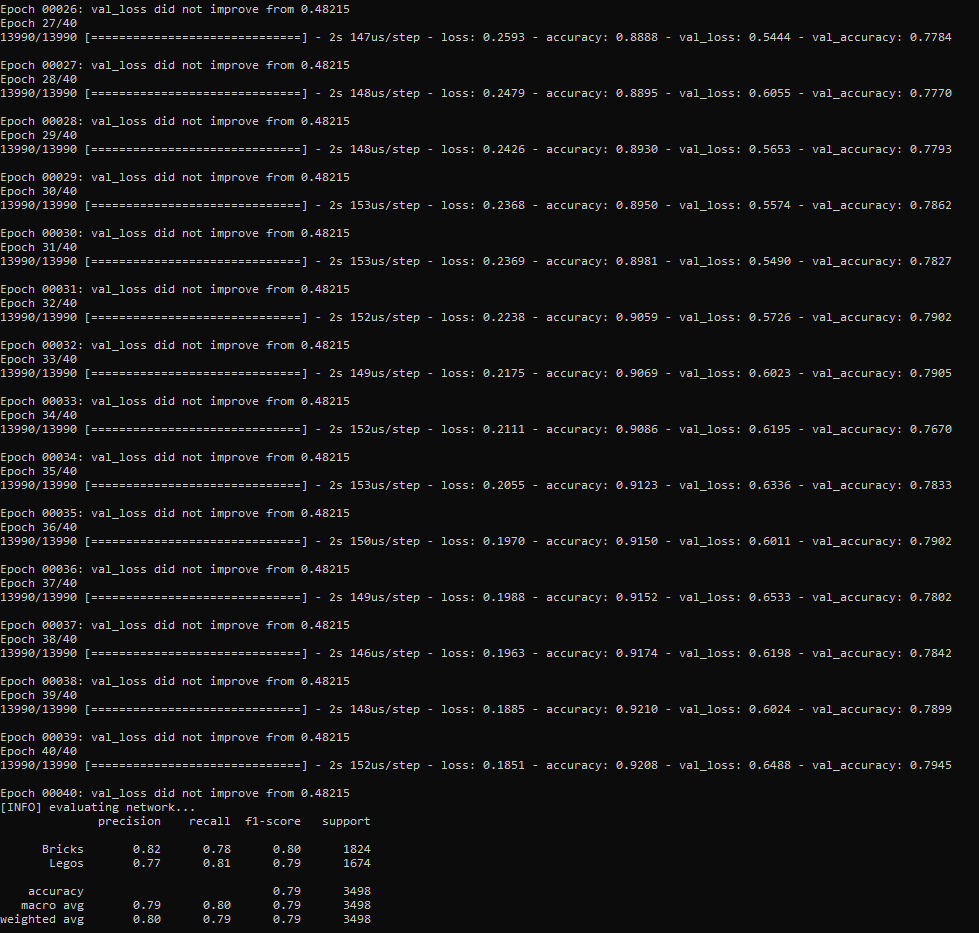 Epoch 00026: val_loss did not improve from 0.48215
Epoch 27/40
13990/13990 [==============================] - 2s 147us/step - loss: 0.2593 - accuracy: 0.8888 - val_loss: 0.5444 - val_accuracy: 0.7784
Epoch 00027: val_loss did not improve from 0.48215
Epoch 28/40
13990/13990 [==============================] - 2s 148us/step - loss: 0.2479 - accuracy: 0.8895 - val_loss: 0.6055 - val_accuracy: 0.7770
Epoch 00028: val_loss did not improve from 0.48215
Epoch 29/40
13990/13990 [==============================] - 2s 148us/step - loss: 0.2426 - accuracy: 0.8930 - val_loss: 0.5653 - val_accuracy: 0.7793
Epoch 00029: val_loss did not improve from 0.48215
Epoch 30/40
13990/13990 [==============================] - 2s 153us/step - loss: 0.2368 - accuracy: 0.8950 - val_loss: 0.5574 - val_accuracy: 0.7862
Epoch 00030: val_loss did not improve from 0.48215
Epoch 31/40
13990/13990 [==============================] - 2s 153us/step - loss: 0.2369 - accuracy: 0.8981 - val_loss: 0.5490 - val_accuracy: 0.7827
Epoch 00031: val_loss did not improve from 0.48215
Epoch 32/40
13990/13990 [==============================] - 2s 152us/step - loss: 0.2238 - accuracy: 0.9059 - val_loss: 0.5726 - val_accuracy: 0.7902
Epoch 00032: val_loss did not improve from 0.48215
Epoch 33/40
13990/13990 [==============================] - 2s 149us/step - loss: 0.2175 - accuracy: 0.9069 - val_loss: 0.6023 - val_accuracy: 0.7905
Epoch 00033: val_loss did not improve from 0.48215
Epoch 34/40
13990/13990 [==============================] - 2s 152us/step - loss: 0.2111 - accuracy: 0.9086 - val_loss: 0.6195 - val_accuracy: 0.7670
Epoch 00034: val_loss did not improve from 0.48215
Epoch 35/40
13990/13990 [==============================] - 2s 153us/step - loss: 0.2055 - accuracy: 0.9123 - val_loss: 0.6336 - val_accuracy: 0.7833
Epoch 00035: val_loss did not improve from 0.48215
Epoch 36/40
13990/13990 [==============================] - 2s 150us/step - loss: 0.1970 - accuracy: 0.9150 - val_loss: 0.6011 - val_accuracy: 0.7902
Epoch 00036: val_loss did not improve from 0.48215
Epoch 37/40
13990/13990 [==============================] - 2s 149us/step - loss: 0.1988 - accuracy: 0.9152 - val_loss: 0.6533 - val_accuracy: 0.7802
Epoch 00037: val_loss did not improve from 0.48215
Epoch 38/40
13990/13990 [==============================] - 2s 146us/step - loss: 0.1963 - accuracy: 0.9174 - val_loss: 0.6198 - val_accuracy: 0.7842
Epoch 00038: val_loss did not improve from 0.48215
Epoch 39/40
13990/13990 [==============================] - 2s 148us/step - loss: 0.1885 - accuracy: 0.9210 - val_loss: 0.6024 - val_accuracy: 0.7899
Epoch 00039: val_loss did not improve from 0.48215
Epoch 40/40
13990/13990 [==============================] - 2s 152us/step - loss: 0.1851 - accuracy: 0.9208 - val_loss: 0.6488 - val_accuracy: 0.7945
Epoch 00040: val_loss did not improve from 0.48215
[INFO] evaluating network...
precision recall f1-score support
Bricks 0.82 0.78 0.80 1824
Legos 0.77 0.81 0.79 1674
accuracy 0.79 3498
macro avg 0.79 0.80 0.79 3498
weighted avg 0.80 0.79 0.79 3498